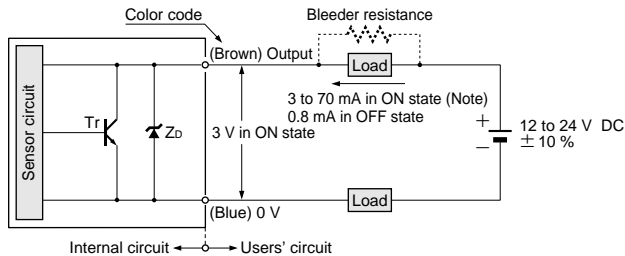 Color code
Bleeder resistance
(Brown) Output
Load
Sensor circuit
Tr
ZD
3 V in ON state
3 to 70 mA in ON state (Note)
0.8 mA in OFF state
+
−
12 to 24 V DC
± 10 %
Load
(Blue) 0 V
Internal circuit
Users' circuit